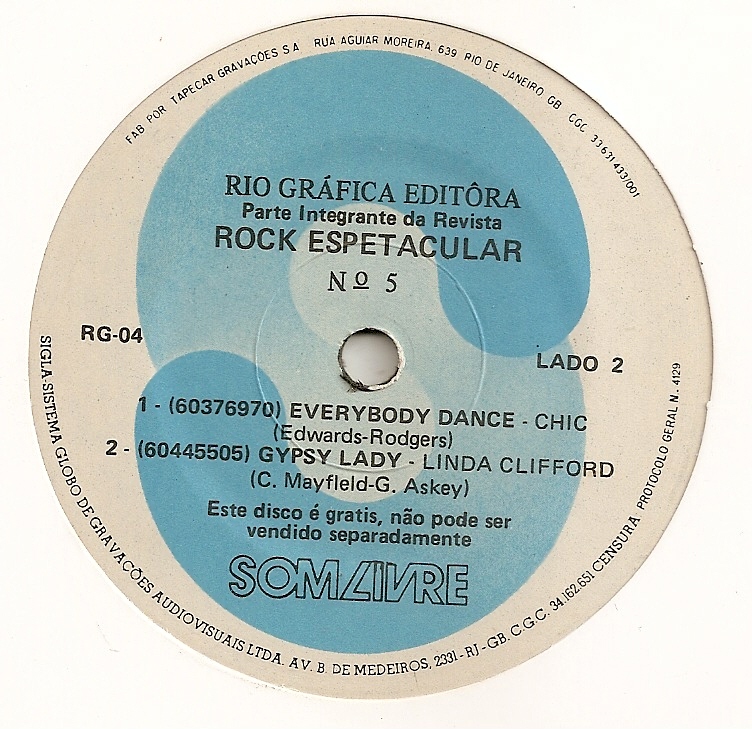 FAB POR TAPECAR GRAVAÇÕES S A   RUA AGUIAR MOREIRA, 639   RIO DE JANEIRO   GB   CGC   33631433/001
RIO GRÁFICA EDITÔRA
Parte Integrante da Revista
ROCK ESPETACULAR
Nº 5
RG-04
LADO 2
1 - (60376970) EVERYBODY DANCE - CHIC
(Edwards-Rodgers)
2 - (60445505) GYPSY LADY - LINDA CLIFFORD
(C. Mayfleld-G. Askey)
Este disco é gratis, não pode ser
vendido separadamente
SOMLIVRE
SIGLA-SISTEMA GLOBO DE GRAVAÇÕES AUDIOVISUAIS LTDA. AV. B. DE MEDEIROS, 2331 - RJ - GB. C.G.C. 34.162.651 CENSURA: PROTOCOLO GERAL N. 4129